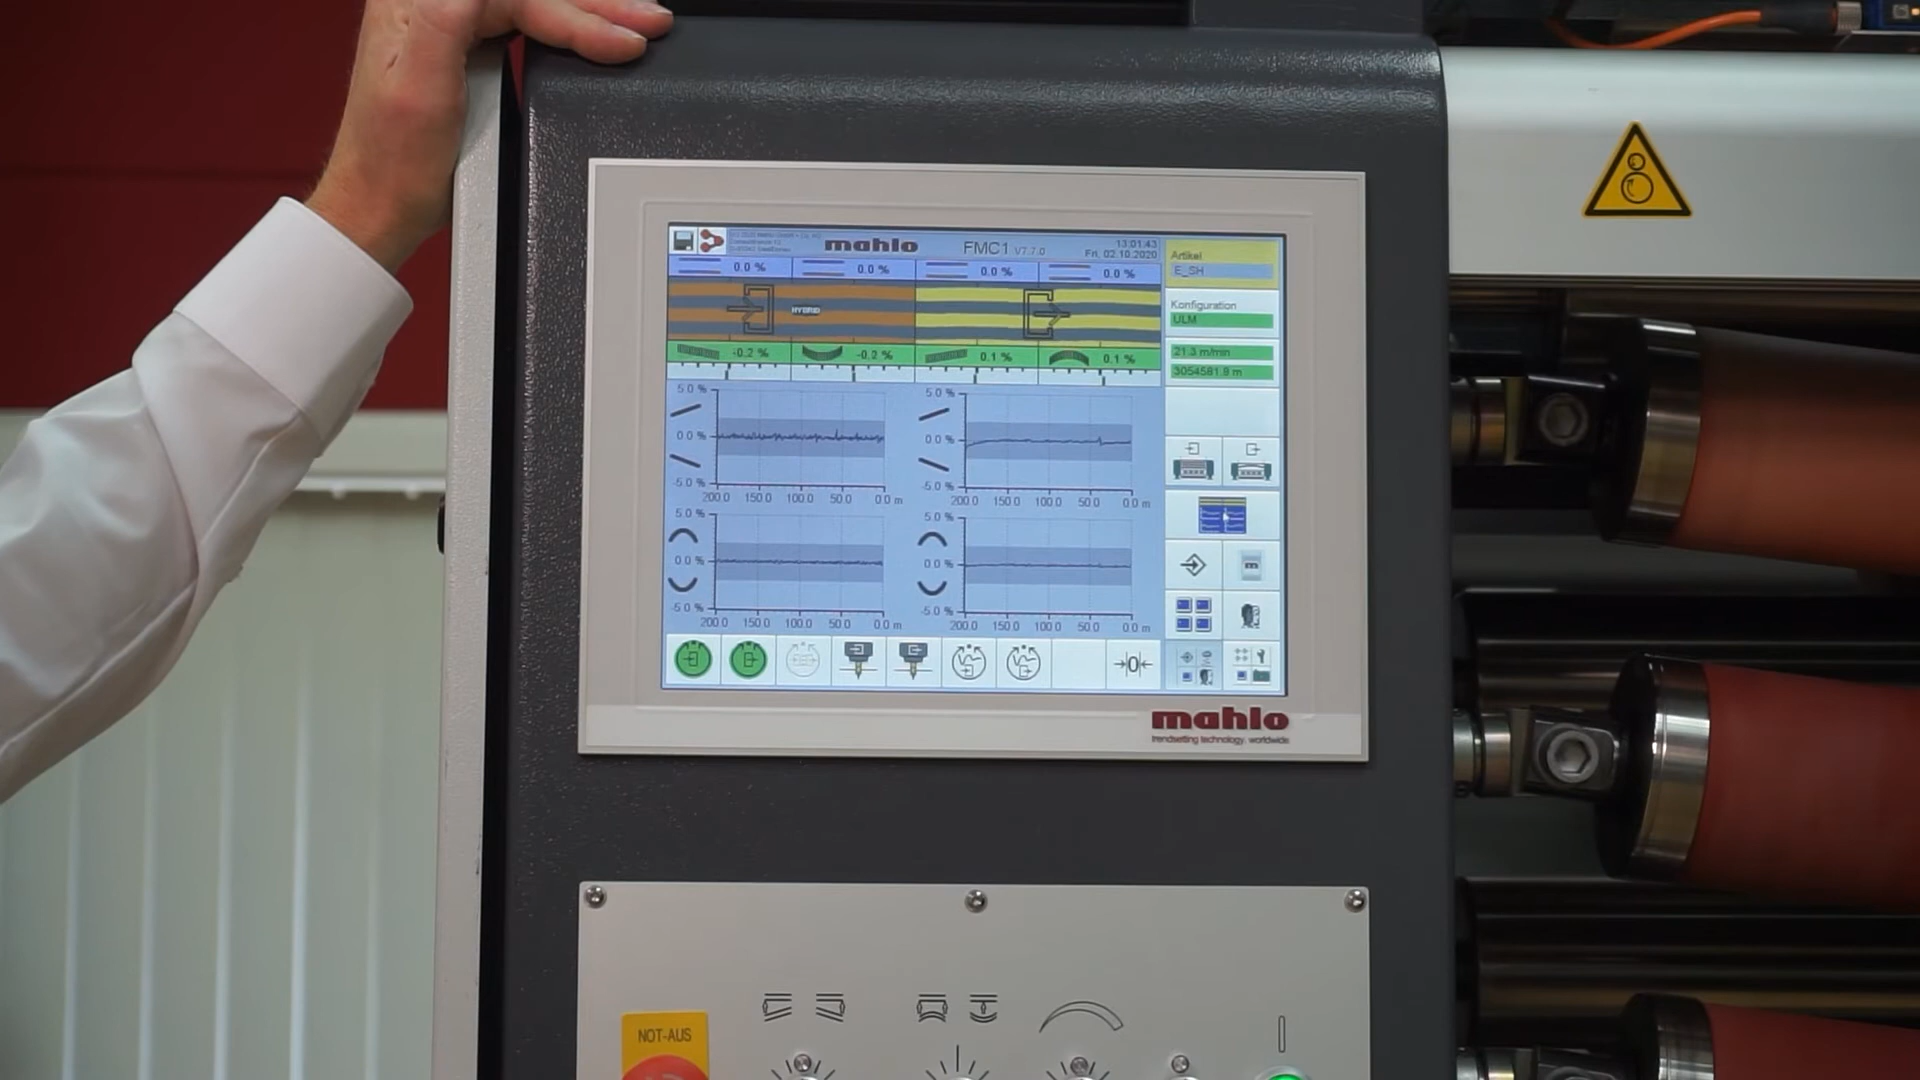 mahlo
FMC1 V7.7.0
13:01:43
Fri, 02.10.2020
0.0 % 0.0 % 0.0 % 0.0 %
HYBRID
-0.2 % -0.2 % 0.1 % 0.1 %
Artikel
E_SH
Konfiguration
ULM
21.3 m/min
3054581.8 m
5.0 %
0.0 %
-5.0 %
200.0 150.0 100.0 50.0 0.0 m
5.0 %
0.0 %
-5.0 %
200.0 150.0 100.0 50.0 0.0 m
5.0 %
0.0 %
-5.0 %
200.0 150.0 100.0 50.0 0.0 m
5.0 %
0.0 %
-5.0 %
200.0 150.0 100.0 50.0 0.0 m
→0←
mahlo
trendsetting technology. worldwide
NOT-AUS